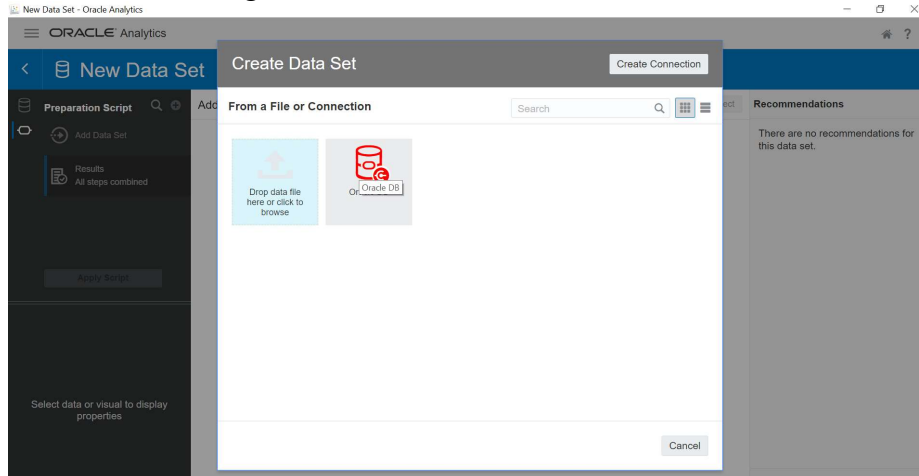 New Data Set - Oracle Analytics
ORACLE Analytics
?
New Data Set
Create Data Set
Create Connection
Preparation Script
Add
From a File or Connection
Search
ect
Recommendations
Add Data Set
There are no recommendations for
this data set.
Results
All steps combined
Drop data file
here or click to
browse
Oracle DB
Apply Script
Select data or visual to display
properties
Cancel